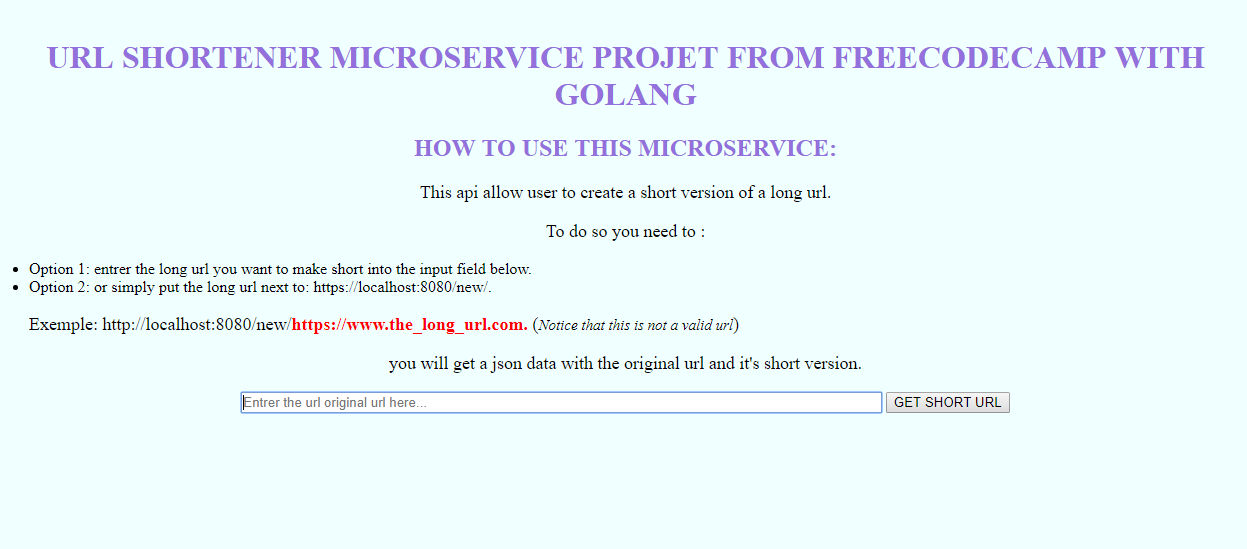 URL SHORTENER MICROSERVICE PROJET FROM FREECODECAMP WITH
GOLANG
HOW TO USE THIS MICROSERVICE:
This api allow user to create a short version of a long url.
To do so you need to :
Option 1: entrer the long url you want to make short into the input field below.
Option 2: or simply put the long url next to: https://localhost:8080/new/.
Exemple: http://localhost:8080/new/https://www.the_long_url.com. (Notice that this is not a valid url)
you will get a json data with the original url and it's short version.
Entrer the url original url here... GET SHORT URL